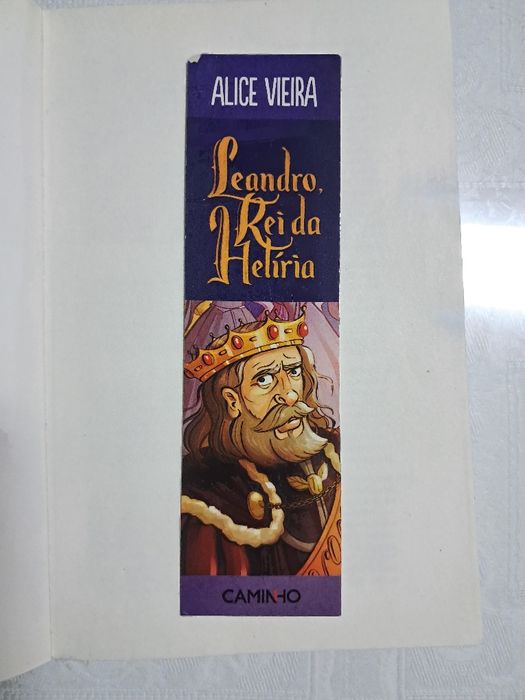 ALICE VIEIRA
Leandro,
Rei da
Helíria
CAMINHO